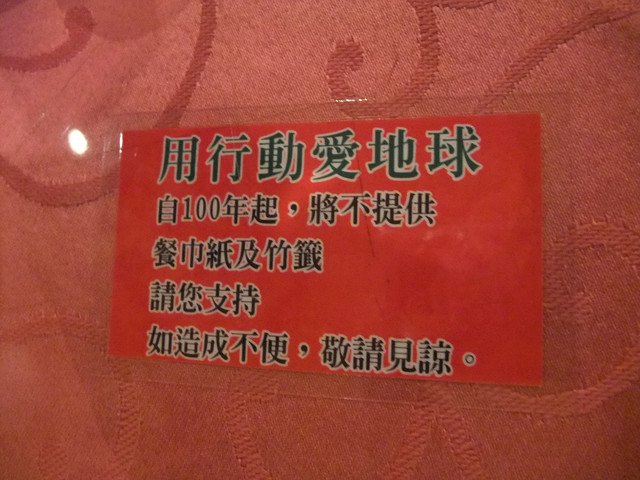 用行動愛地球
自100年起，將不提供
餐巾紙及竹籤
請您支持
如造成不便，敬請見諒。